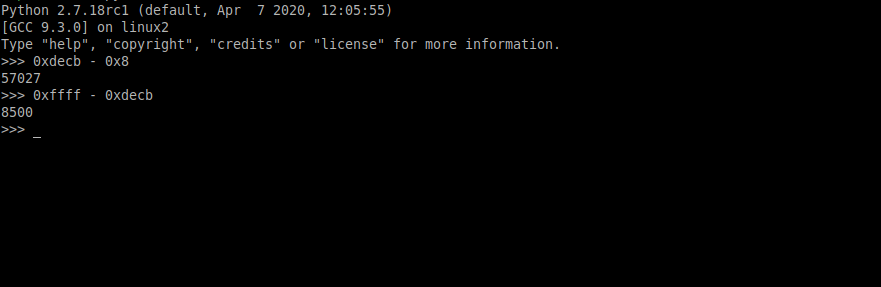 Python 2.7.18rc1 (default, Apr  7 2020, 12:05:55)
[GCC 9.3.0] on linux2
Type "help", "copyright", "credits" or "license" for more information.
>>> 0xdecb - 0x8
57027
>>> 0xffff - 0xdecb
8500
>>> _